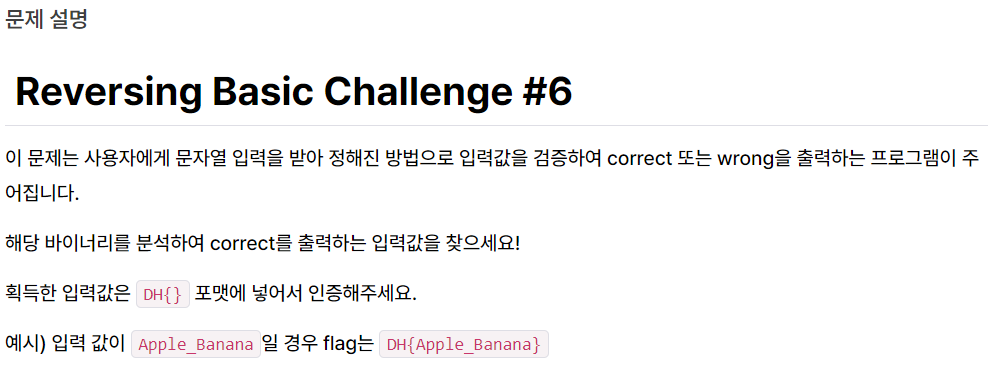 문제 설명
Reversing Basic Challenge #6
이 문제는 사용자에게 문자열 입력을 받아 정해진 방법으로 입력값을 검증하여 correct 또는 wrong을 출력하는 프로그램이 주
어집니다.
해당 바이너리를 분석하여 correct를 출력하는 입력값을 찾으세요!
획득한 입력값은 DH{} 포맷에 넣어서 인증해주세요.
예시) 입력 값이 Apple_Banana일 경우 flag는 DH{Apple_Banana}